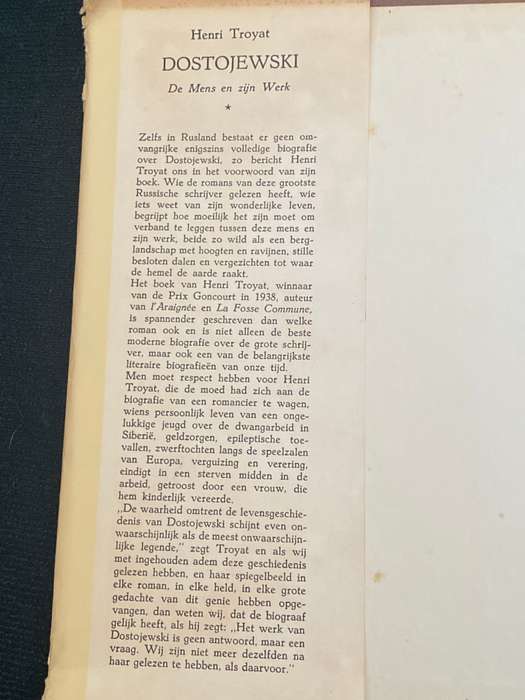 Henri Troyat
DOSTOJEWSKI
De Mens en zijn Werk
*
Zelfs in Rusland bestaat er geen om-
vangrijke enigszins volledige biografie
over Dostojewski, zo bericht Henri
Troyat ons in het voorwoord van zijn
boek. Wie de romans van deze grootste
Russische schrijver gelezen heeft, wie
iets weet van zijn wonderlijke leven,
begrijpt hoe moeilijk het zijn moet om
verband te leggen tussen deze mens en
zijn werk, beide zo wild als een berg-
landschap met hoogten en ravijnen, stille
besloten dalen en vergezichten tot waar
de hemel de aarde raakt.
Het boek van Henri Troyat, winnaar
van de Prix Goncourt in 1938, auteur
van l'Araignée en La Fosse Commune,
is spannender geschreven dan welke
roman ook en is niet alleen de beste
moderne biografie over de grote schrij-
ver, maar ook een van de belangrijkste
literaire biografieën van onze tijd.
Men moet respect hebben voor Henri
Troyat, die de moed had zich aan de
biografie van een romancier te wagen,
wiens persoonlijk leven van een onge-
lukkige jeugd over de dwangarbeid in
Siberië, geldzorgen, epileptische toe-
vallen, zwerftochten langs de speelzalen
van Europa, verguizing en verering,
eindigt in een sterven midden in de
arbeid, getroost door een vrouw, die
hem kinderlijk vereerde.
„De waarheid omtrent de levensgeschie-
denis van Dostojewski schijnt even on-
waarschijnlijk als de meest onwaarschijn-
lijke legende,” zegt Troyat en als wij
met ingehouden adem deze geschiedenis
gelezen hebben, en haar spiegelbeeld in
elke roman, in elke held, in elke grote
gedachte van dit genie hebben opge-
vangen, dan weten wij, dat de biograaf
gelijk heeft, als hij zegt: „Het werk van
Dostojewski is geen antwoord, maar een
vraag. Wij zijn niet meer dezelfden na
haar gelezen te hebben, als daarvoor.”